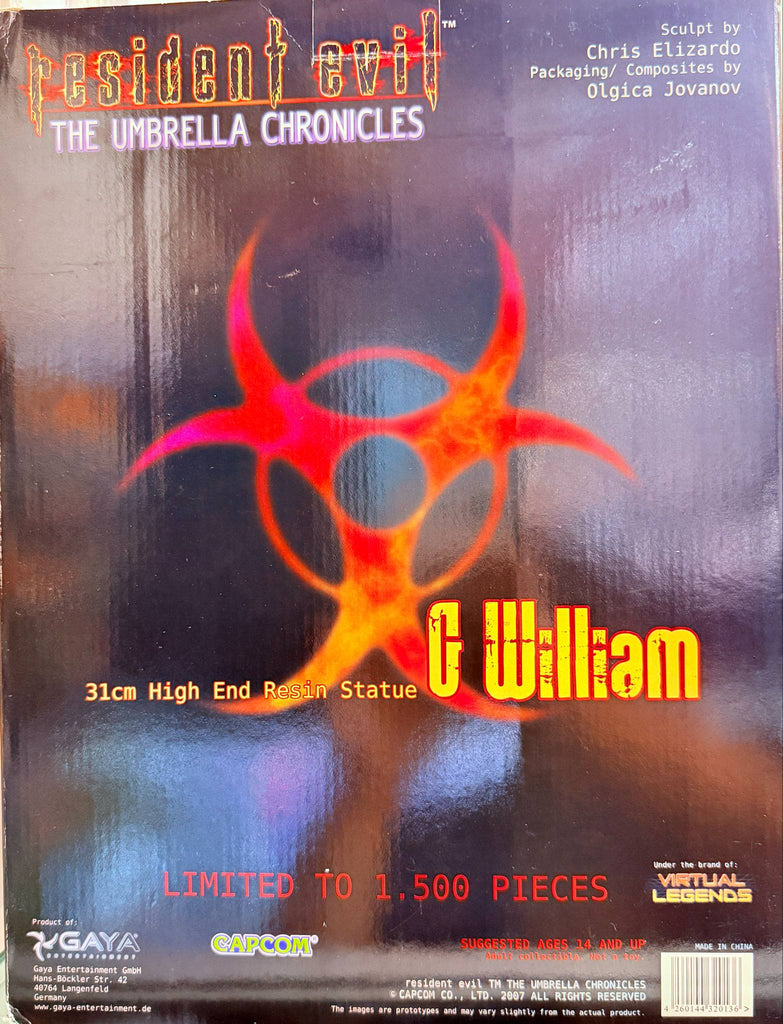 resident evil™
THE UMBRELLA CHRONICLES
Sculpt by
Chris Elizardo
Packaging/ Composites by
Olgica Jovanov
G William
31cm High End Resin Statue
LIMITED TO 1.500 PIECES
Under the brand of:
VIRTUAL
LEGENDS
Product of:
GAYA®
ENTERTAINMENT
Gaya Entertainment GmbH
Hans-Böckler Str. 42
40764 Langenfeld
Germany
www.gaya-entertainment.de
CAPCOM®
SUGGESTED AGES 14 AND UP
Adult collectible. Not a toy.
MADE IN CHINA
resident evil TM THE UMBRELLA CHRONICLES
© CAPCOM CO., LTD. 2007 ALL RIGHTS RESERVED
The images are prototypes and may vary slightly from the actual product.
4 260144 320136 >